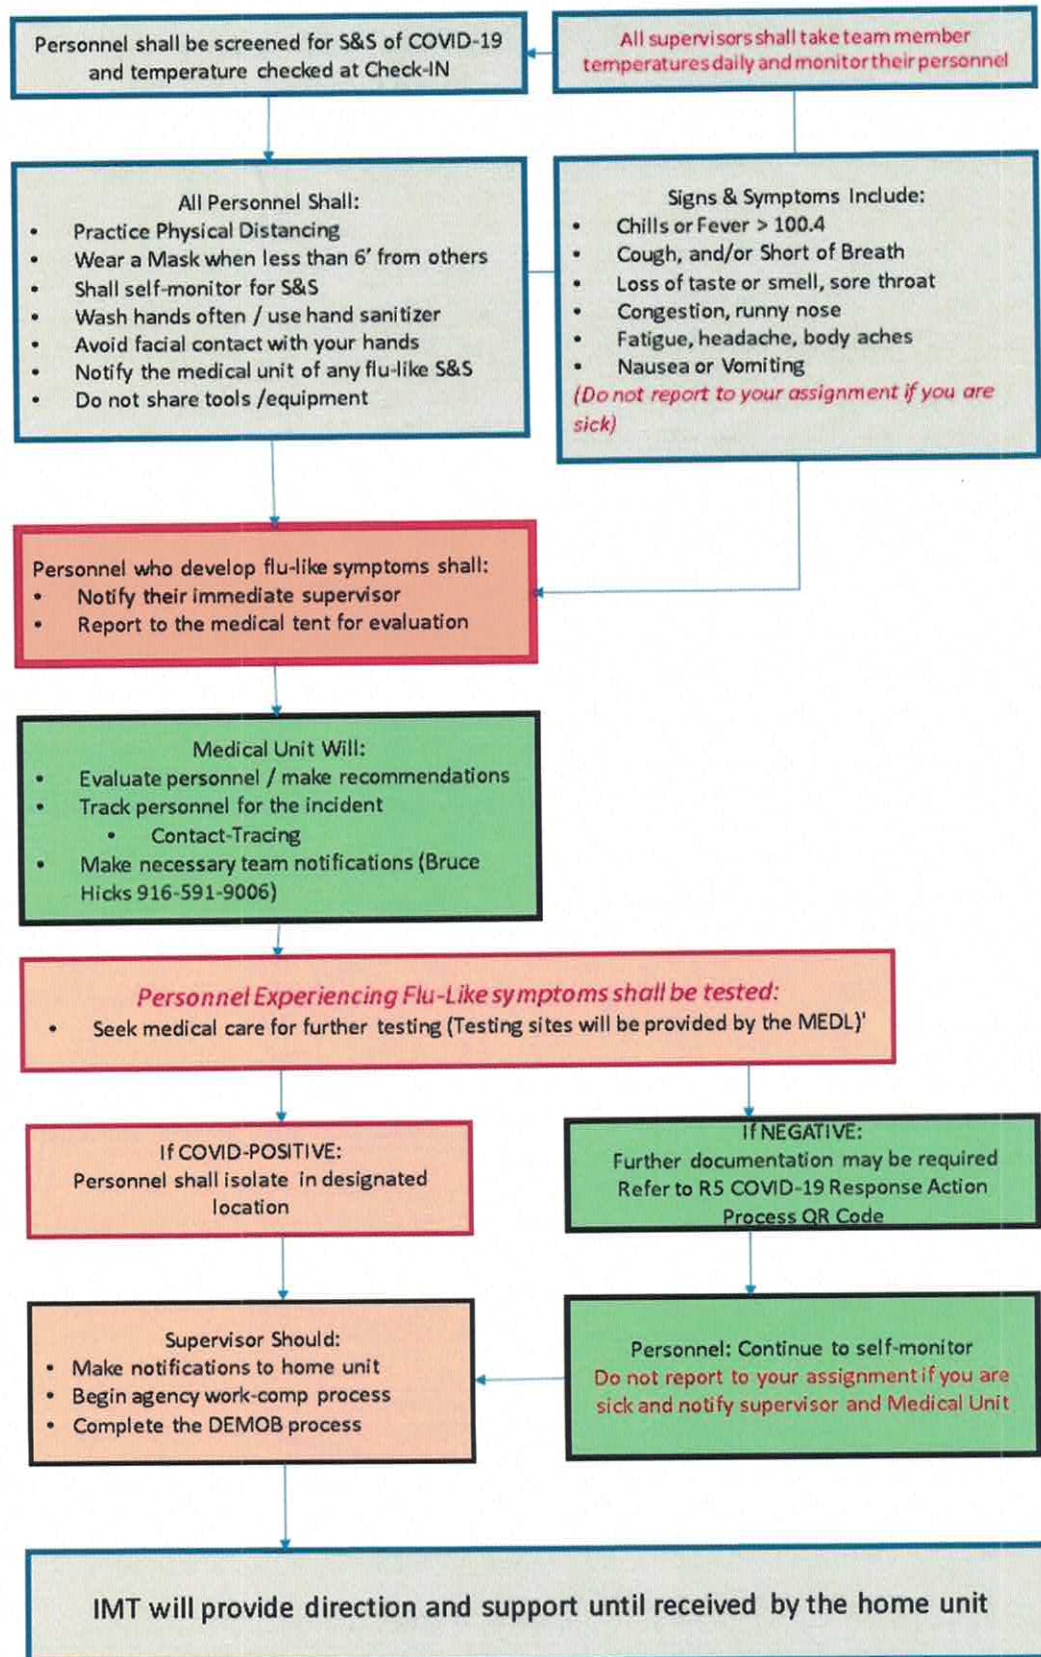 Personnel shall be screened for S&S of COVID-19
and temperature checked at Check-IN
All supervisors shall take team member
temperatures daily and monitor their personnel
All Personnel Shall:
• Practice Physical Distancing
• Wear a Mask when less than 6' from others
• Shall self-monitor for S&S
• Wash hands often / use hand sanitizer
• Avoid facial contact with your hands
• Notify the medical unit of any flu-like S&S
• Do not share tools /equipment
Signs & Symptoms Include:
• Chills or Fever > 100.4
• Cough, and/or Short of Breath
• Loss of taste or smell, sore throat
• Congestion, runny nose
• Fatigue, headache, body aches
• Nausea or Vomiting
(Do not report to your assignment if you are
sick)
Personnel who develop flu-like symptoms shall:
• Notify their immediate supervisor
• Report to the medical tent for evaluation
Medical Unit Will:
• Evaluate personnel / make recommendations
• Track personnel for the incident
• Contact-Tracing
• Make necessary team notifications (Bruce
Hicks 916-591-9006)
Personnel Experiencing Flu-Like symptoms shall be tested:
• Seek medical care for further testing (Testing sites will be provided by the MEDL)'
If COVID-POSITIVE:
Personnel shall isolate in designated
location
If NEGATIVE:
Further documentation may be required
Refer to R5 COVID-19 Response Action
Process QR Code
Supervisor Should:
• Make notifications to home unit
• Begin agency work-comp process
• Complete the DEMOB process
Personnel: Continue to self-monitor
Do not report to your assignment if you are
sick and notify supervisor and Medical Unit
IMT will provide direction and support until received by the home unit